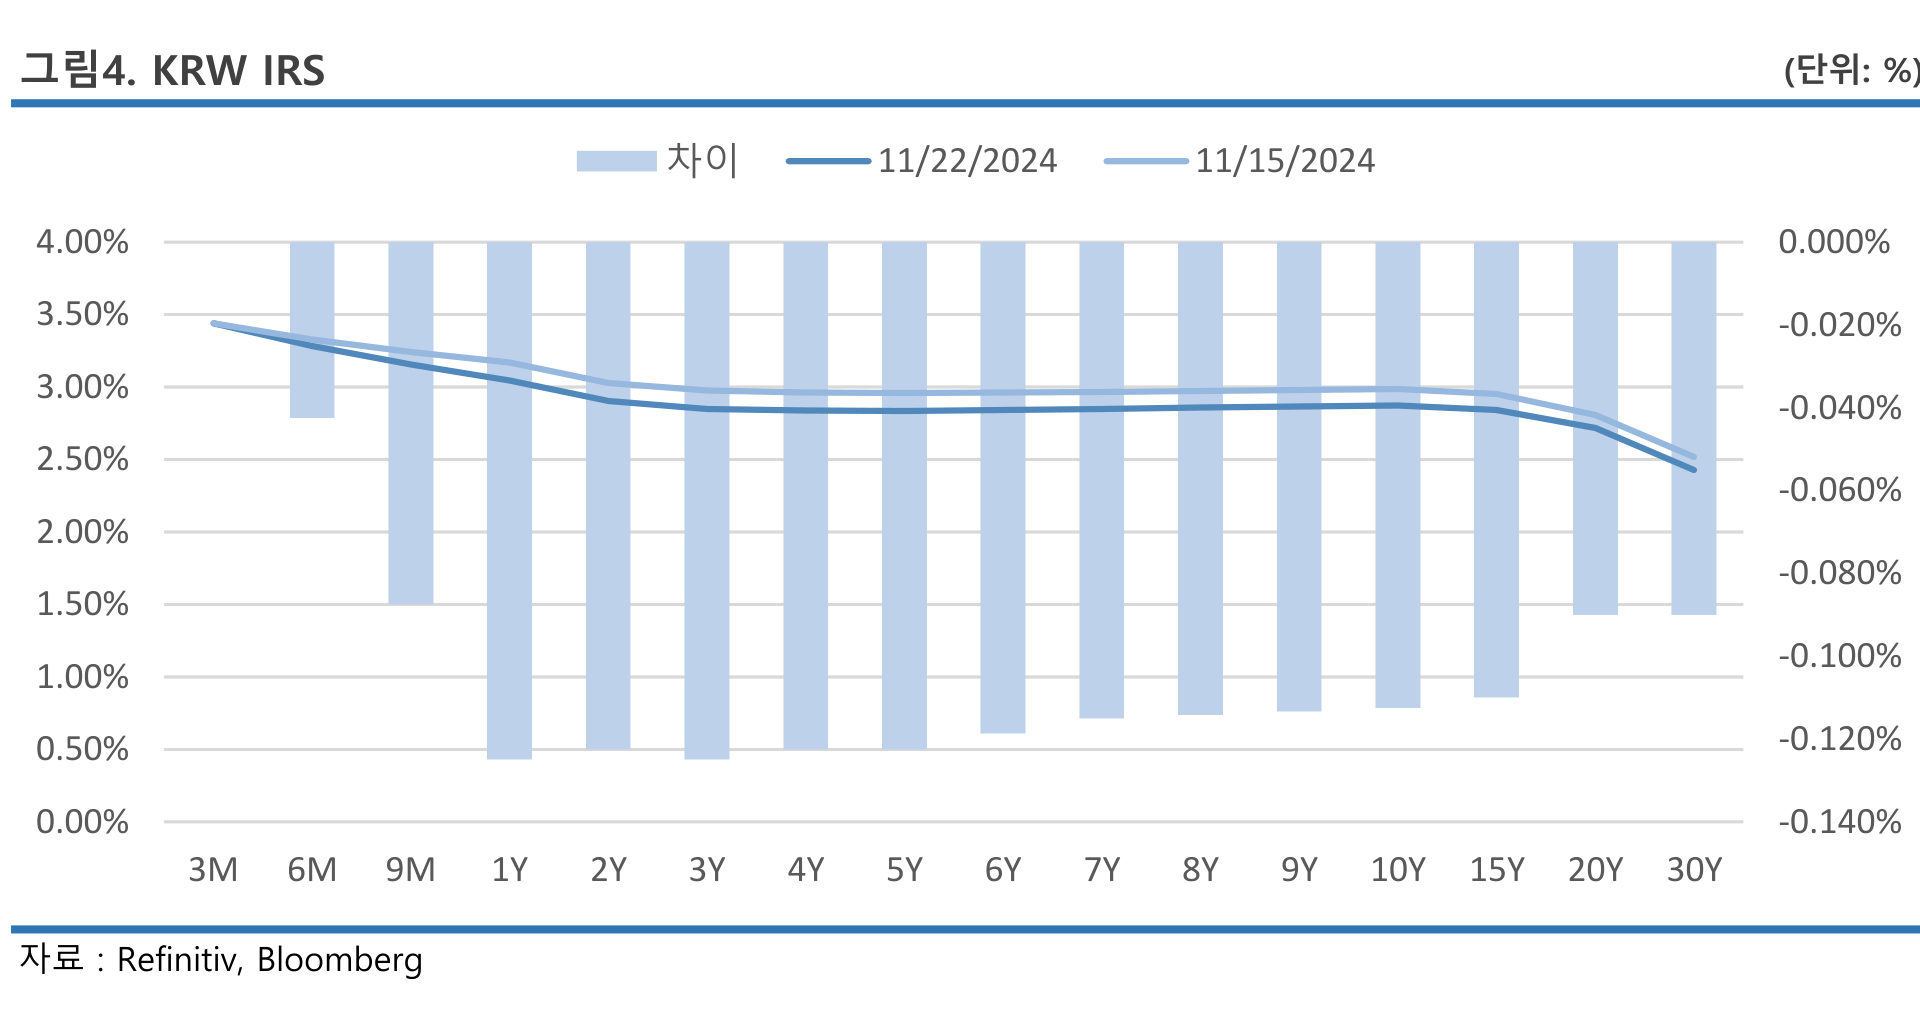 그림4. KRW IRS (단위: %)
차이 11/22/2024 11/15/2024
4.00% 0.000%
3.50% -0.020%
3.00% -0.040%
2.50% -0.060%
2.00% -0.080%
1.50% -0.100%
1.00% -0.120%
0.50% -0.140%
0.00%
3M 6M 9M 1Y 2Y 3Y 4Y 5Y 6Y 7Y 8Y 9Y 10Y 15Y 20Y 30Y
자료 : Refinitiv, Bloomberg